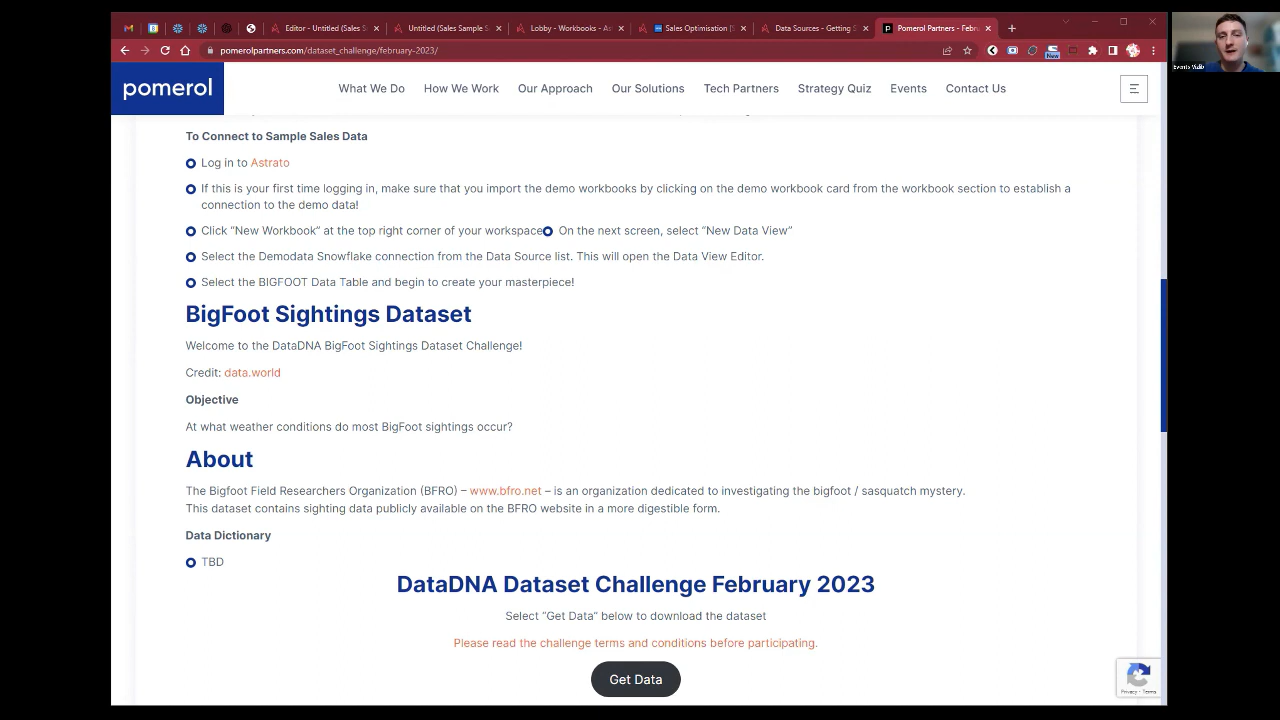 Editor - Untitled (Sales S
Untitled (Sales Sample S
Lobby - Workbooks - As
Sales Optimisation [
Data Sources - Getting S
Pomerol Partners - Febru
pomerolpartners.com/dataset_challenge/february-2023/
New
Events Vizlib
pomerol
What We Do
How We Work
Our Approach
Our Solutions
Tech Partners
Strategy Quiz
Events
Contact Us
To Connect to Sample Sales Data
Log in to Astrato
If this is your first time logging in, make sure that you import the demo workbooks by clicking on the demo workbook card from the workbook section to establish a
connection to the demo data!
Click “New Workbook” at the top right corner of your workspace On the next screen, select “New Data View”
Select the Demodata Snowflake connection from the Data Source list. This will open the Data View Editor.
Select the BIGFOOT Data Table and begin to create your masterpiece!
BigFoot Sightings Dataset
Welcome to the DataDNA BigFoot Sightings Dataset Challenge!
Credit: data.world
Objective
At what weather conditions do most BigFoot sightings occur?
About
The Bigfoot Field Researchers Organization (BFRO) – www.bfro.net – is an organization dedicated to investigating the bigfoot / sasquatch mystery.
This dataset contains sighting data publicly available on the BFRO website in a more digestible form.
Data Dictionary
TBD
DataDNA Dataset Challenge February 2023
Select “Get Data” below to download the dataset
Please read the challenge terms and conditions before participating.
Get Data
Privacy - Terms